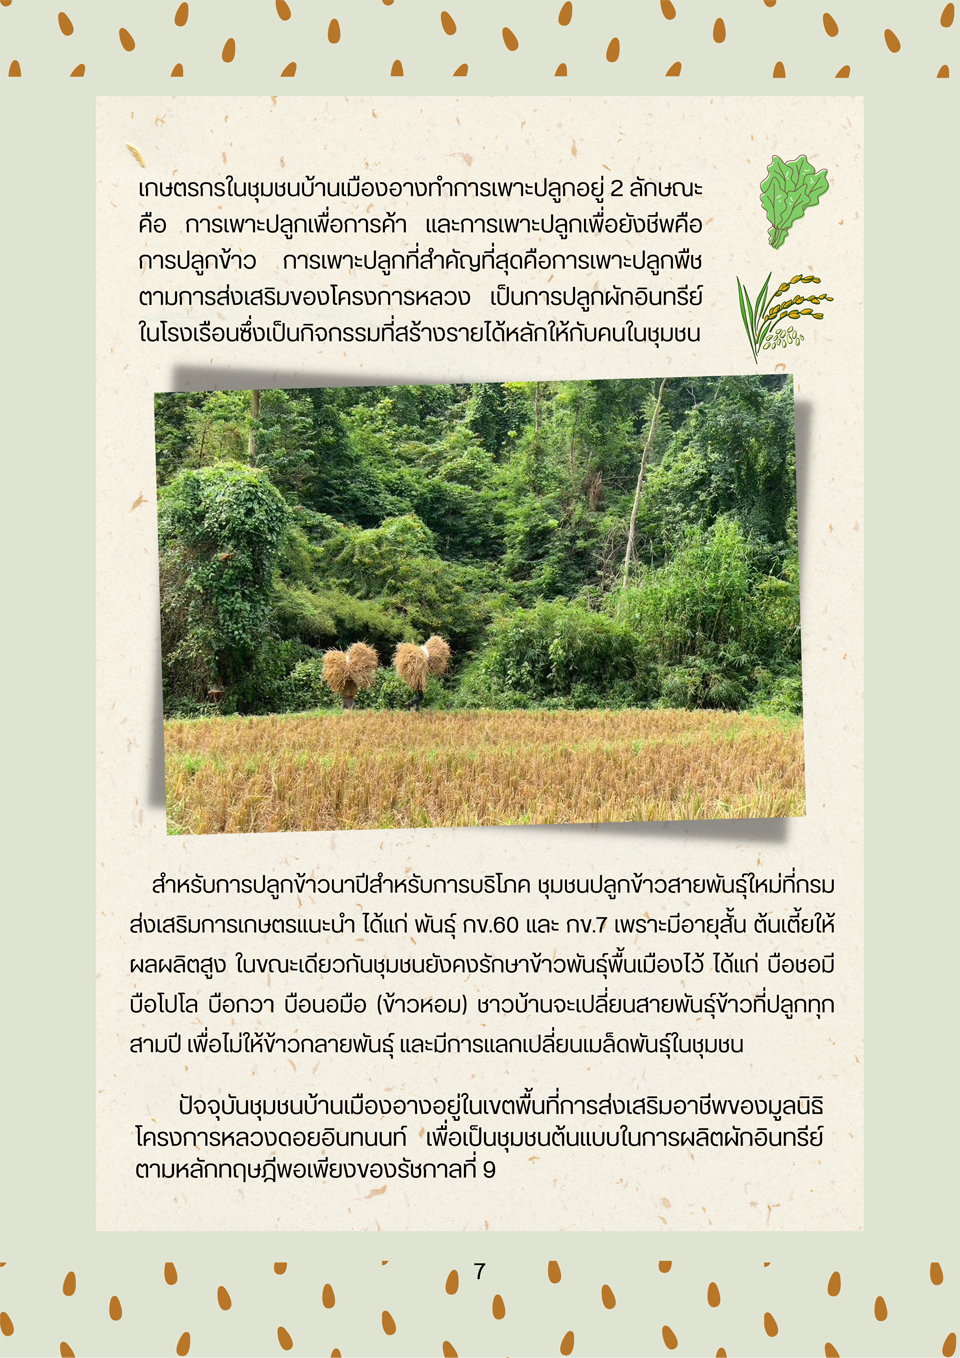 เกษตรกรในชุมชนบ้านเมืองอางทำการเพาะปลูกอยู่ 2 ลักษณะ
คือ การเพาะปลูกเพื่อการค้า และการเพาะปลูกเพื่อยังชีพคือ
การปลูกข้าว การเพาะปลูกที่สำคัญที่สุดคือการเพาะปลูกพืช
ตามการส่งเสริมของโครงการหลวง เป็นการปลูกผักอินทรีย์
ในโรงเรือนซึ่งเป็นกิจกรรมที่สร้างรายได้หลักให้กับคนในชุมชน
สำหรับการปลูกข้าวนาปีสำหรับการบริโภค ชุมชนปลูกข้าวสายพันธุ์ใหม่ที่กรม
ส่งเสริมการเกษตรแนะนำ ได้แก่ พันธุ์ กข.60 และ กข.7 เพราะมีอายุสั้น ต้นเตี้ยให้
ผลผลิตสูง ในขณะเดียวกันชุมชนยังคงรักษาข้าวพันธุ์พื้นเมืองไว้ ได้แก่ บือชอมี
บือโปโล บือกวา บือนอมือ (ข้าวหอม) ชาวบ้านจะเปลี่ยนสายพันธุ์ข้าวที่ปลูกทุก
สามปี เพื่อไม่ให้ข้าวกลายพันธุ์ และมีการแลกเปลี่ยนเมล็ดพันธุ์ในชุมชน
ปัจจุบันชุมชนบ้านเมืองอางอยู่ในเขตพื้นที่การส่งเสริมอาชีพของมูลนิธิ
โครงการหลวงดอยอินทนนท์ เพื่อเป็นชุมชนต้นแบบในการผลิตผักอินทรีย์
ตามหลักทฤษฎีพอเพียงของรัชกาลที่ 9
7